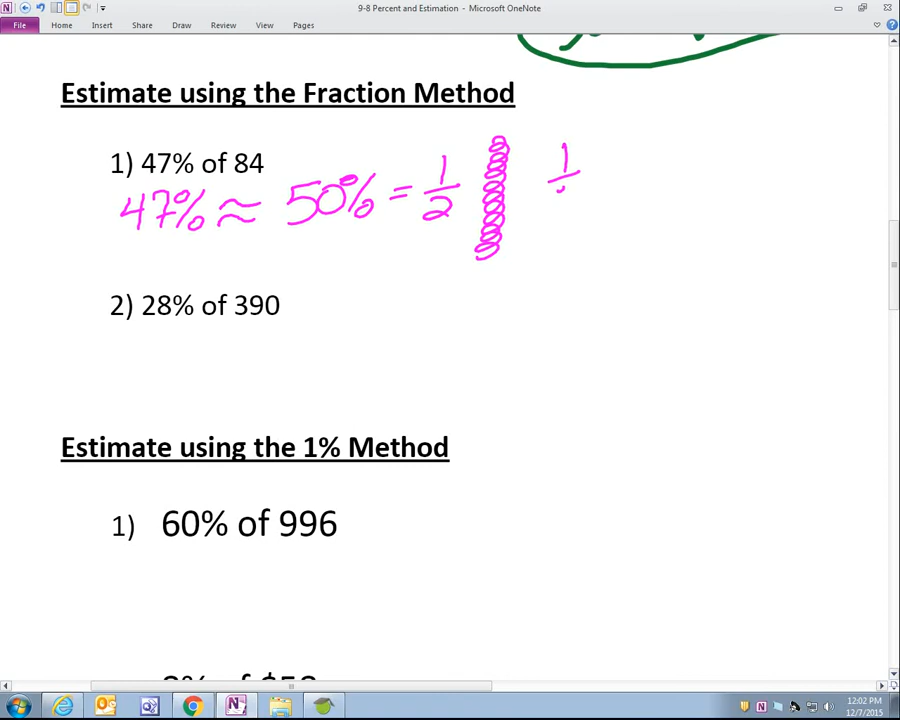 9-8 Percent and Estimation - Microsoft OneNote
File Home Insert Share Draw Review View Pages
Estimate using the Fraction Method
1) 47% of 84
47% ≈ 50% = 1/2
2) 28% of 390
Estimate using the 1% Method
1) 60% of 996
12:02 PM
12/7/2015